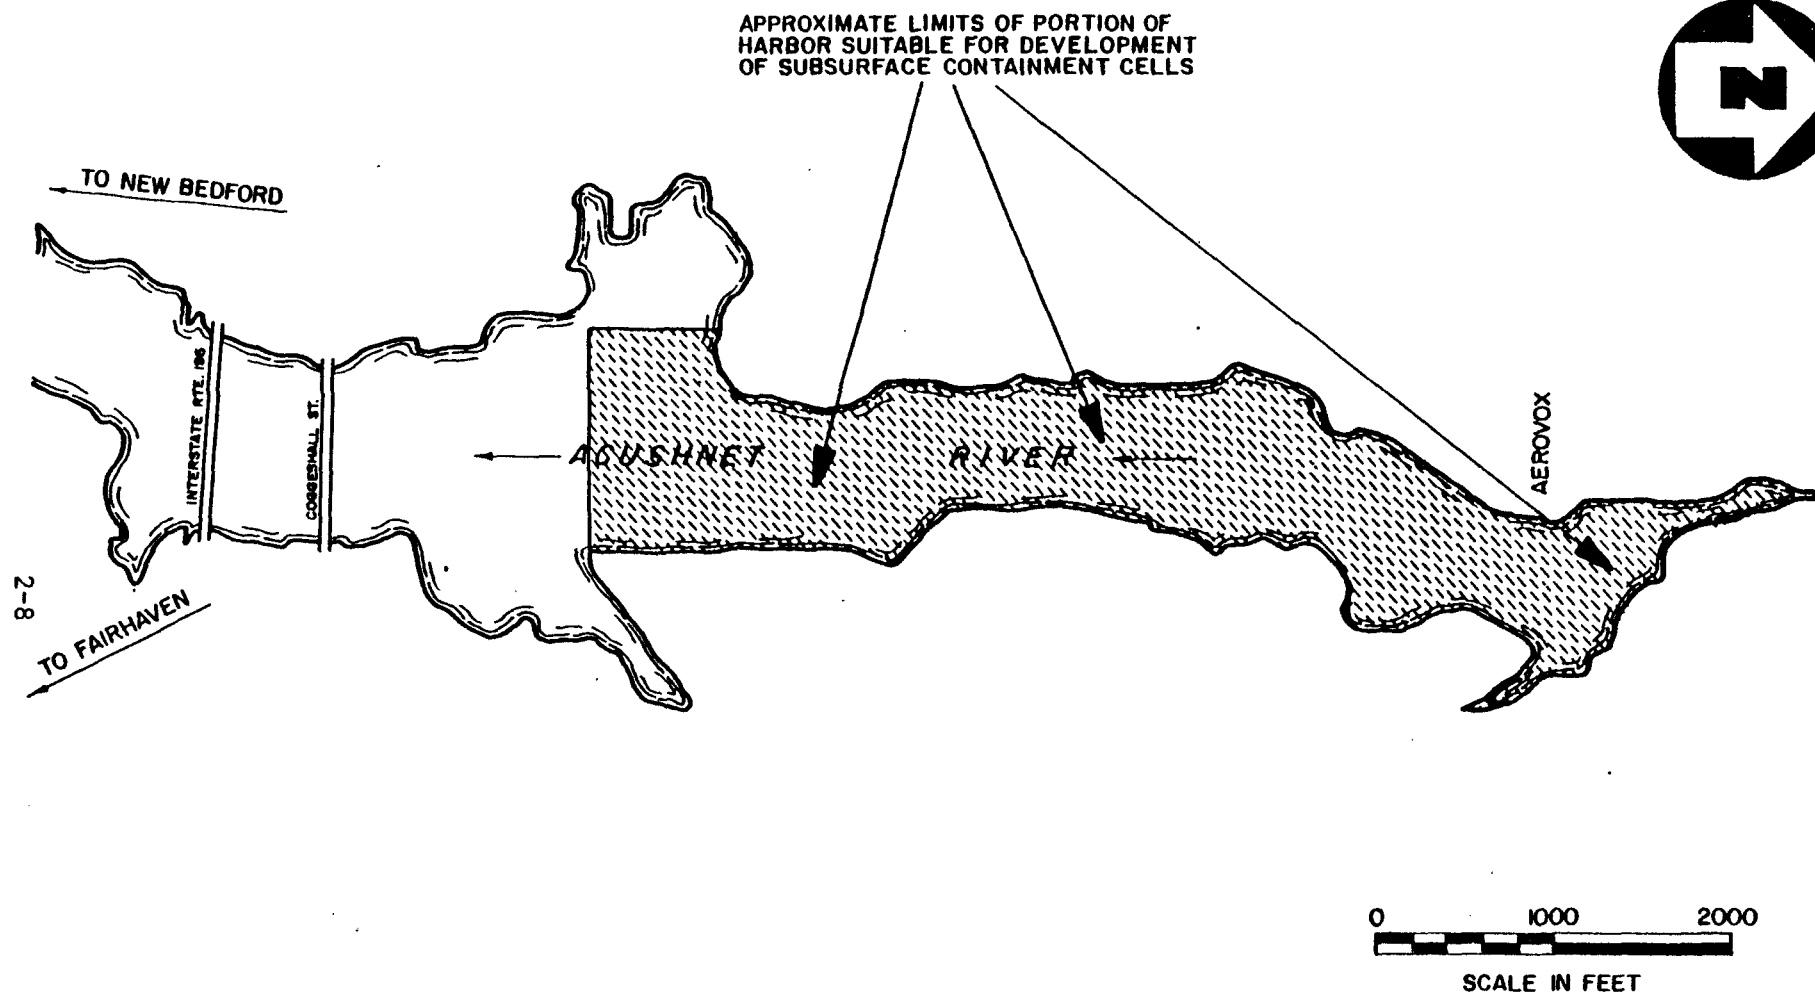 APPROXIMATE LIMITS OF PORTION OF
HARBOR SUITABLE FOR DEVELOPMENT
OF SUBSURFACE CONTAINMENT CELLS
N
TO NEW BEDFORD
INTERSTATE RTE. 195
COGGESHALL ST.
ACUSHNET RIVER
AEROVOX
TO FAIRHAVEN
2-8
0 1000 2000
SCALE IN FEET